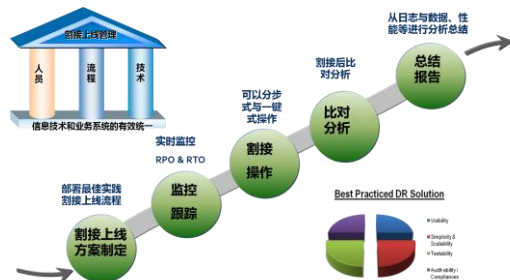 割接上线管理
人员
流程
技术
信息技术和业务系统的有效统一
从日志与数据、性
能等进行分析总结
总结
报告
割接后比
对分析
比对
分析
可以分步
式与一键
式操作
割接
操作
实时监控
RPO & RTO
监控
跟踪
部署最佳实践
割接上线流程
割接上线
方案制定
Best Practiced DR Solution
Visibility
Simplicity &
Scalability
Testability
Audit-ability /
Compliances